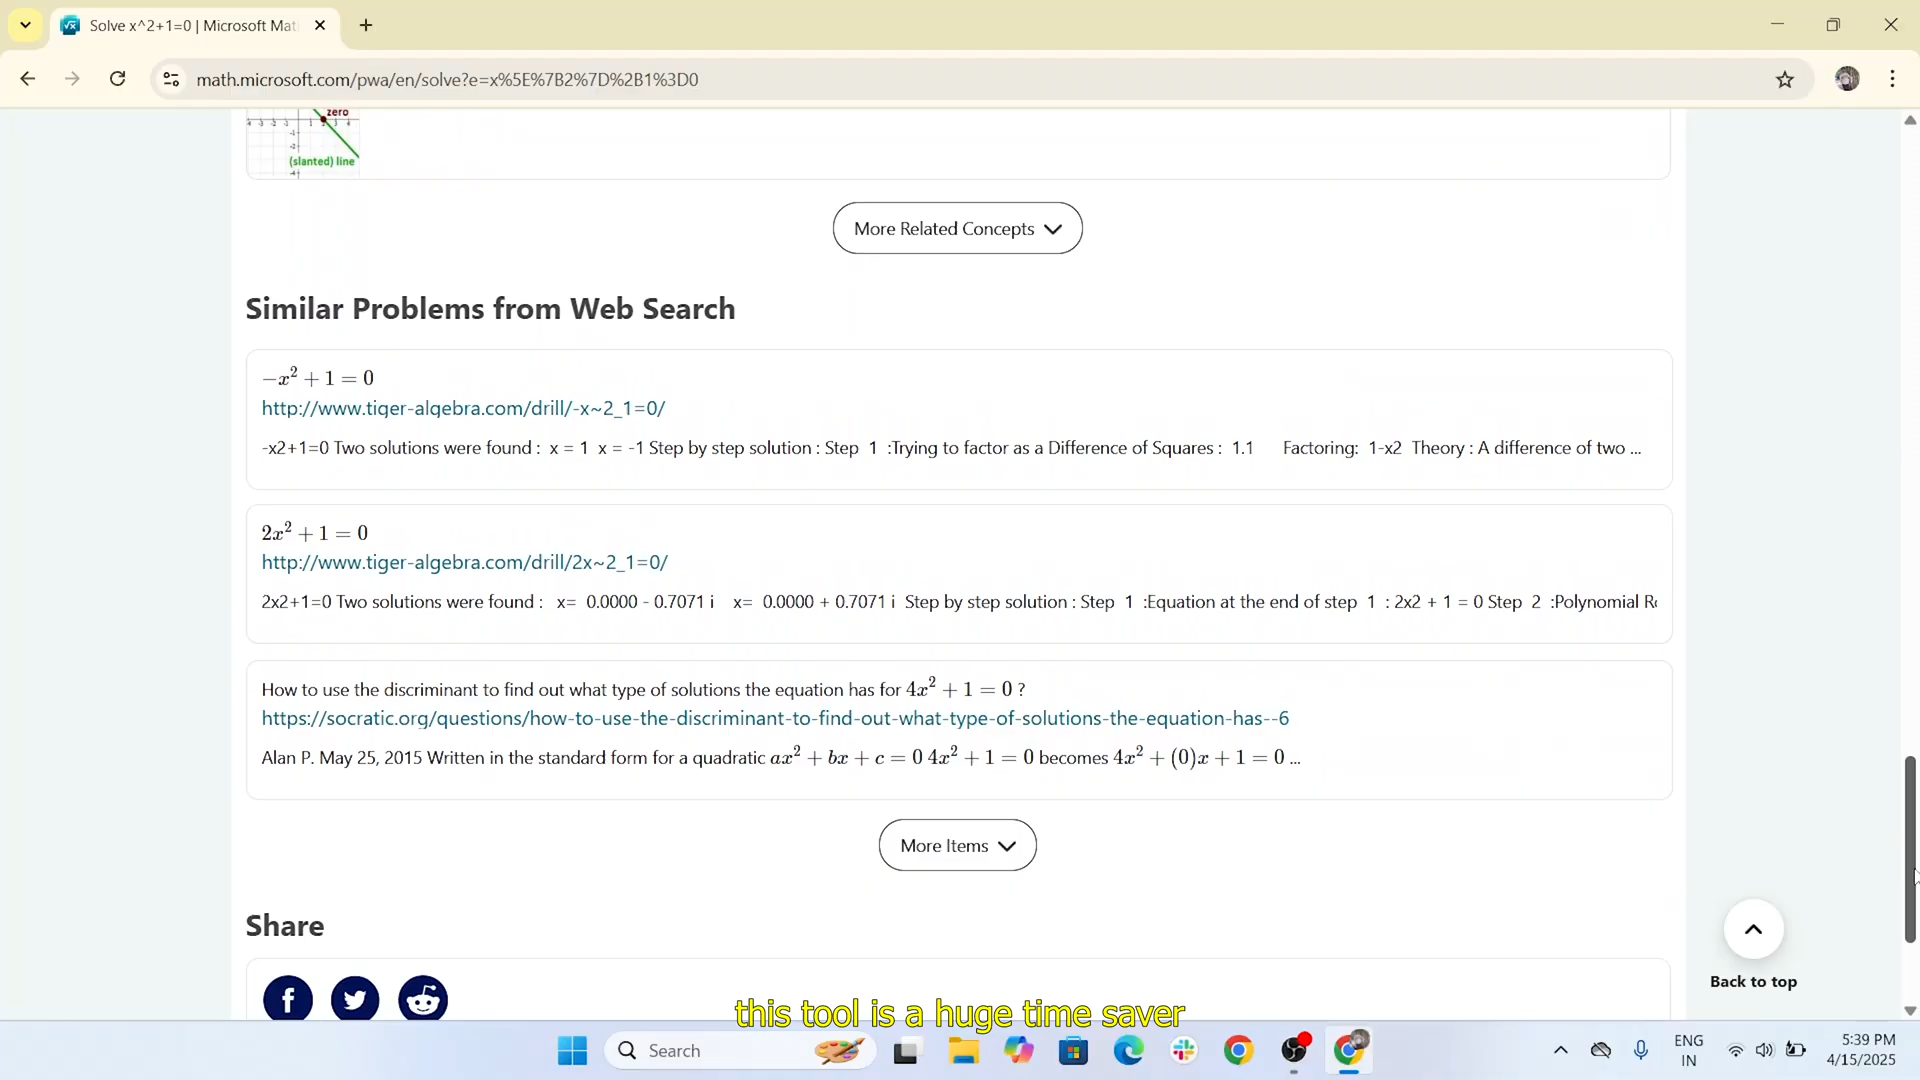 Solve x^2+1=0 | Microsoft Mat
math.microsoft.com/pwa/en/solve?e=x%5E%7B2%7D%2B1%3D0
zero
(slanted) line
More Related Concepts
Similar Problems from Web Search
−x² + 1 = 0
http://www.tiger-algebra.com/drill/-x~2_1=0/
-x2+1=0 Two solutions were found : x = 1 x = -1 Step by step solution : Step 1 :Trying to factor as a Difference of Squares : 1.1 Factoring: 1-x2 Theory : A difference of two ...
2x² + 1 = 0
http://www.tiger-algebra.com/drill/2x~2_1=0/
2x2+1=0 Two solutions were found : x= 0.0000 - 0.7071 i x= 0.0000 + 0.7071 i Step by step solution : Step 1 :Equation at the end of step 1 : 2x2 + 1 = 0 Step 2 :Polynomial R
How to use the discriminant to find out what type of solutions the equation has for 4x² + 1 = 0 ?
https://socratic.org/questions/how-to-use-the-discriminant-to-find-out-what-type-of-solutions-the-equation-has--6
Alan P. May 25, 2015 Written in the standard form for a quadratic ax² + bx + c = 0 4x² + 1 = 0 becomes 4x² + (0)x + 1 = 0 ...
More Items
Share
Back to top
this tool is a huge time saver
Search
ENG
IN
5:39 PM
4/15/2025